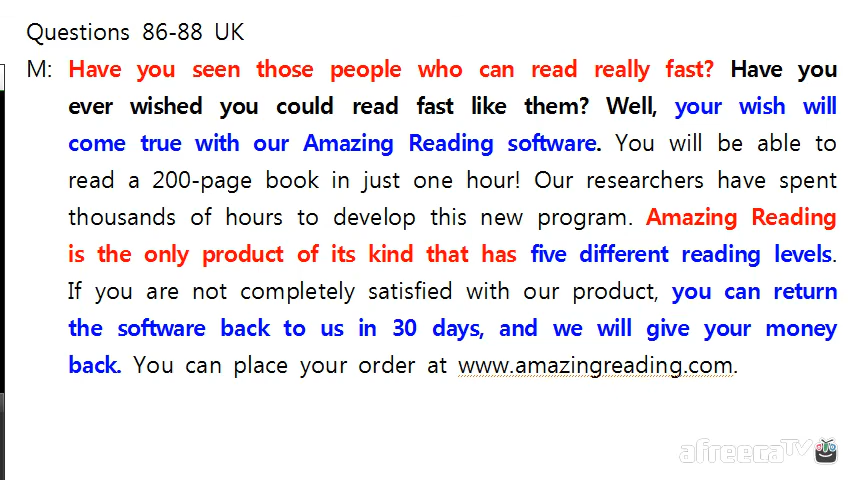 Questions 86-88 UK
M: Have you seen those people who can read really fast? Have you
ever wished you could read fast like them? Well, your wish will
come true with our Amazing Reading software. You will be able to
read a 200-page book in just one hour! Our researchers have spent
thousands of hours to develop this new program. Amazing Reading
is the only product of its kind that has five different reading levels.
If you are not completely satisfied with our product, you can return
the software back to us in 30 days, and we will give your money
back. You can place your order at www.amazingreading.com.
afreecaTV